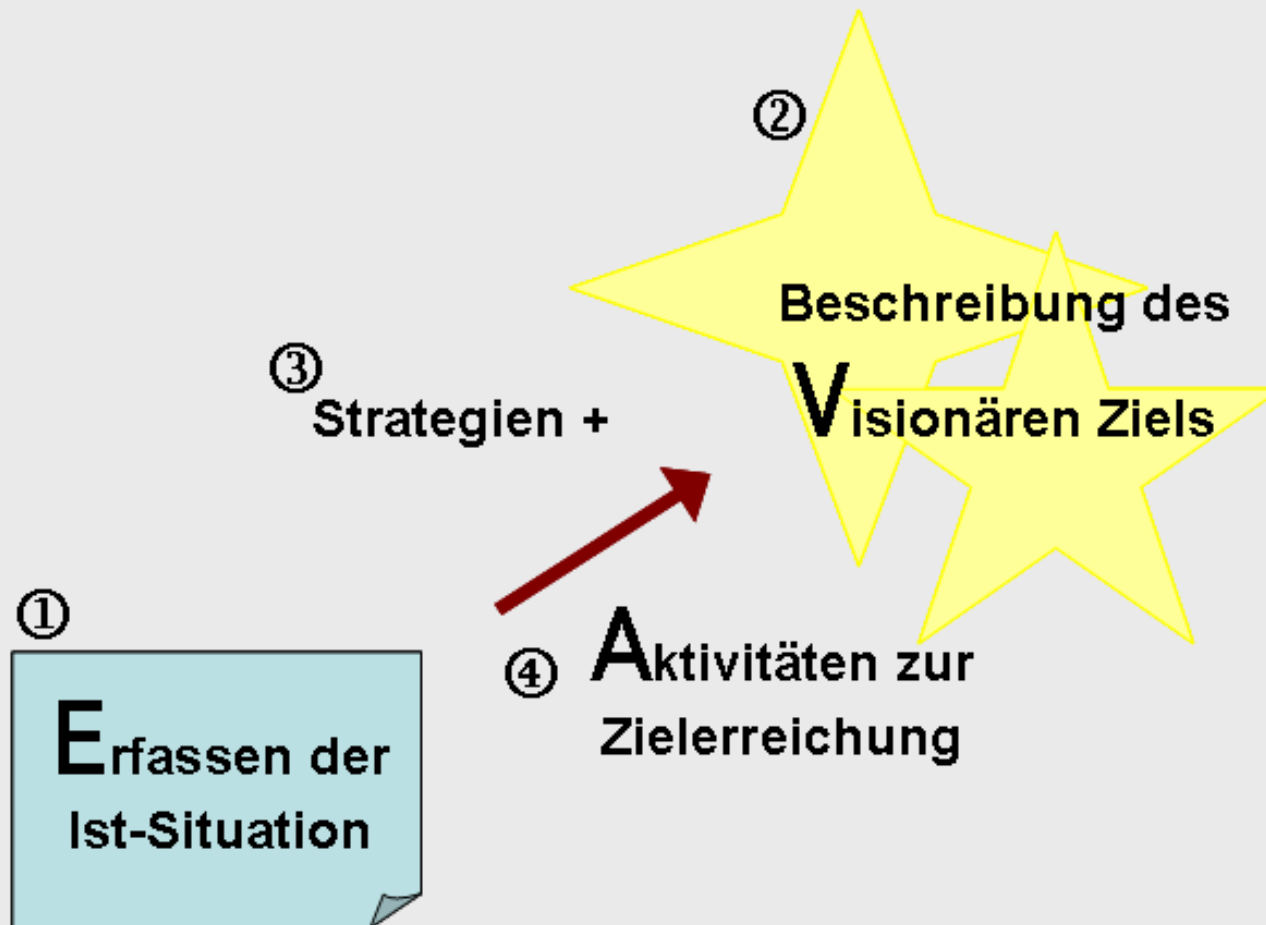 ①
Erfassen der
Ist-Situation
②
Beschreibung des
Visionären Ziels
③
Strategien +
④ Aktivitäten zur
Zielerreichung